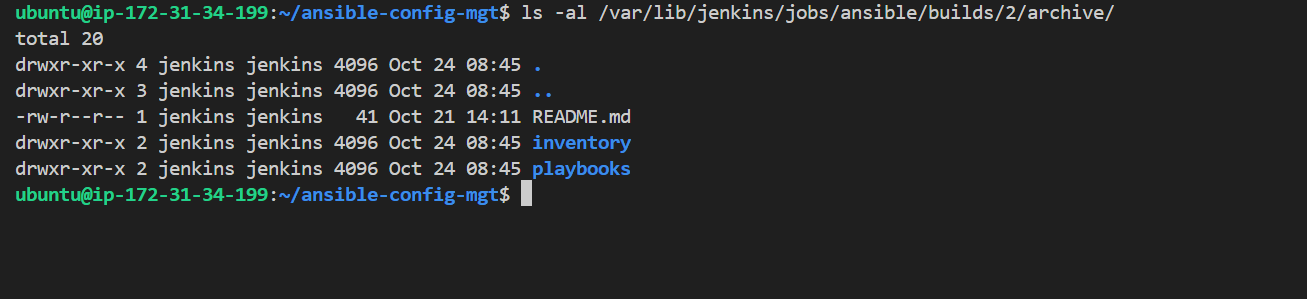 ubuntu@ip-172-31-34-199:~/ansible-config-mgt$ ls -al /var/lib/jenkins/jobs/ansible/builds/2/archive/
total 20
drwxr-xr-x 4 jenkins jenkins 4096 Oct 24 08:45 .
drwxr-xr-x 3 jenkins jenkins 4096 Oct 24 08:45 ..
-rw-r--r-- 1 jenkins jenkins   41 Oct 21 14:11 README.md
drwxr-xr-x 2 jenkins jenkins 4096 Oct 24 08:45 inventory
drwxr-xr-x 2 jenkins jenkins 4096 Oct 24 08:45 playbooks
ubuntu@ip-172-31-34-199:~/ansible-config-mgt$